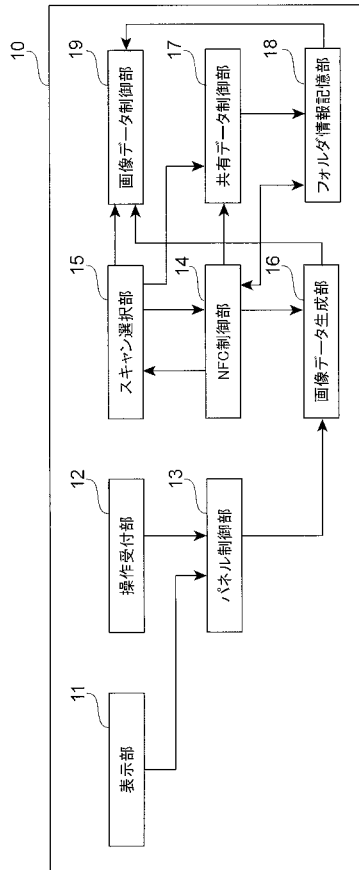 10
11
表示部
12
操作受付部
13
パネル制御部
15
スキャン選択部
14
NFC制御部
16
画像データ生成部
19
画像データ制御部
17
共有データ制御部
18
フォルダ情報記憶部